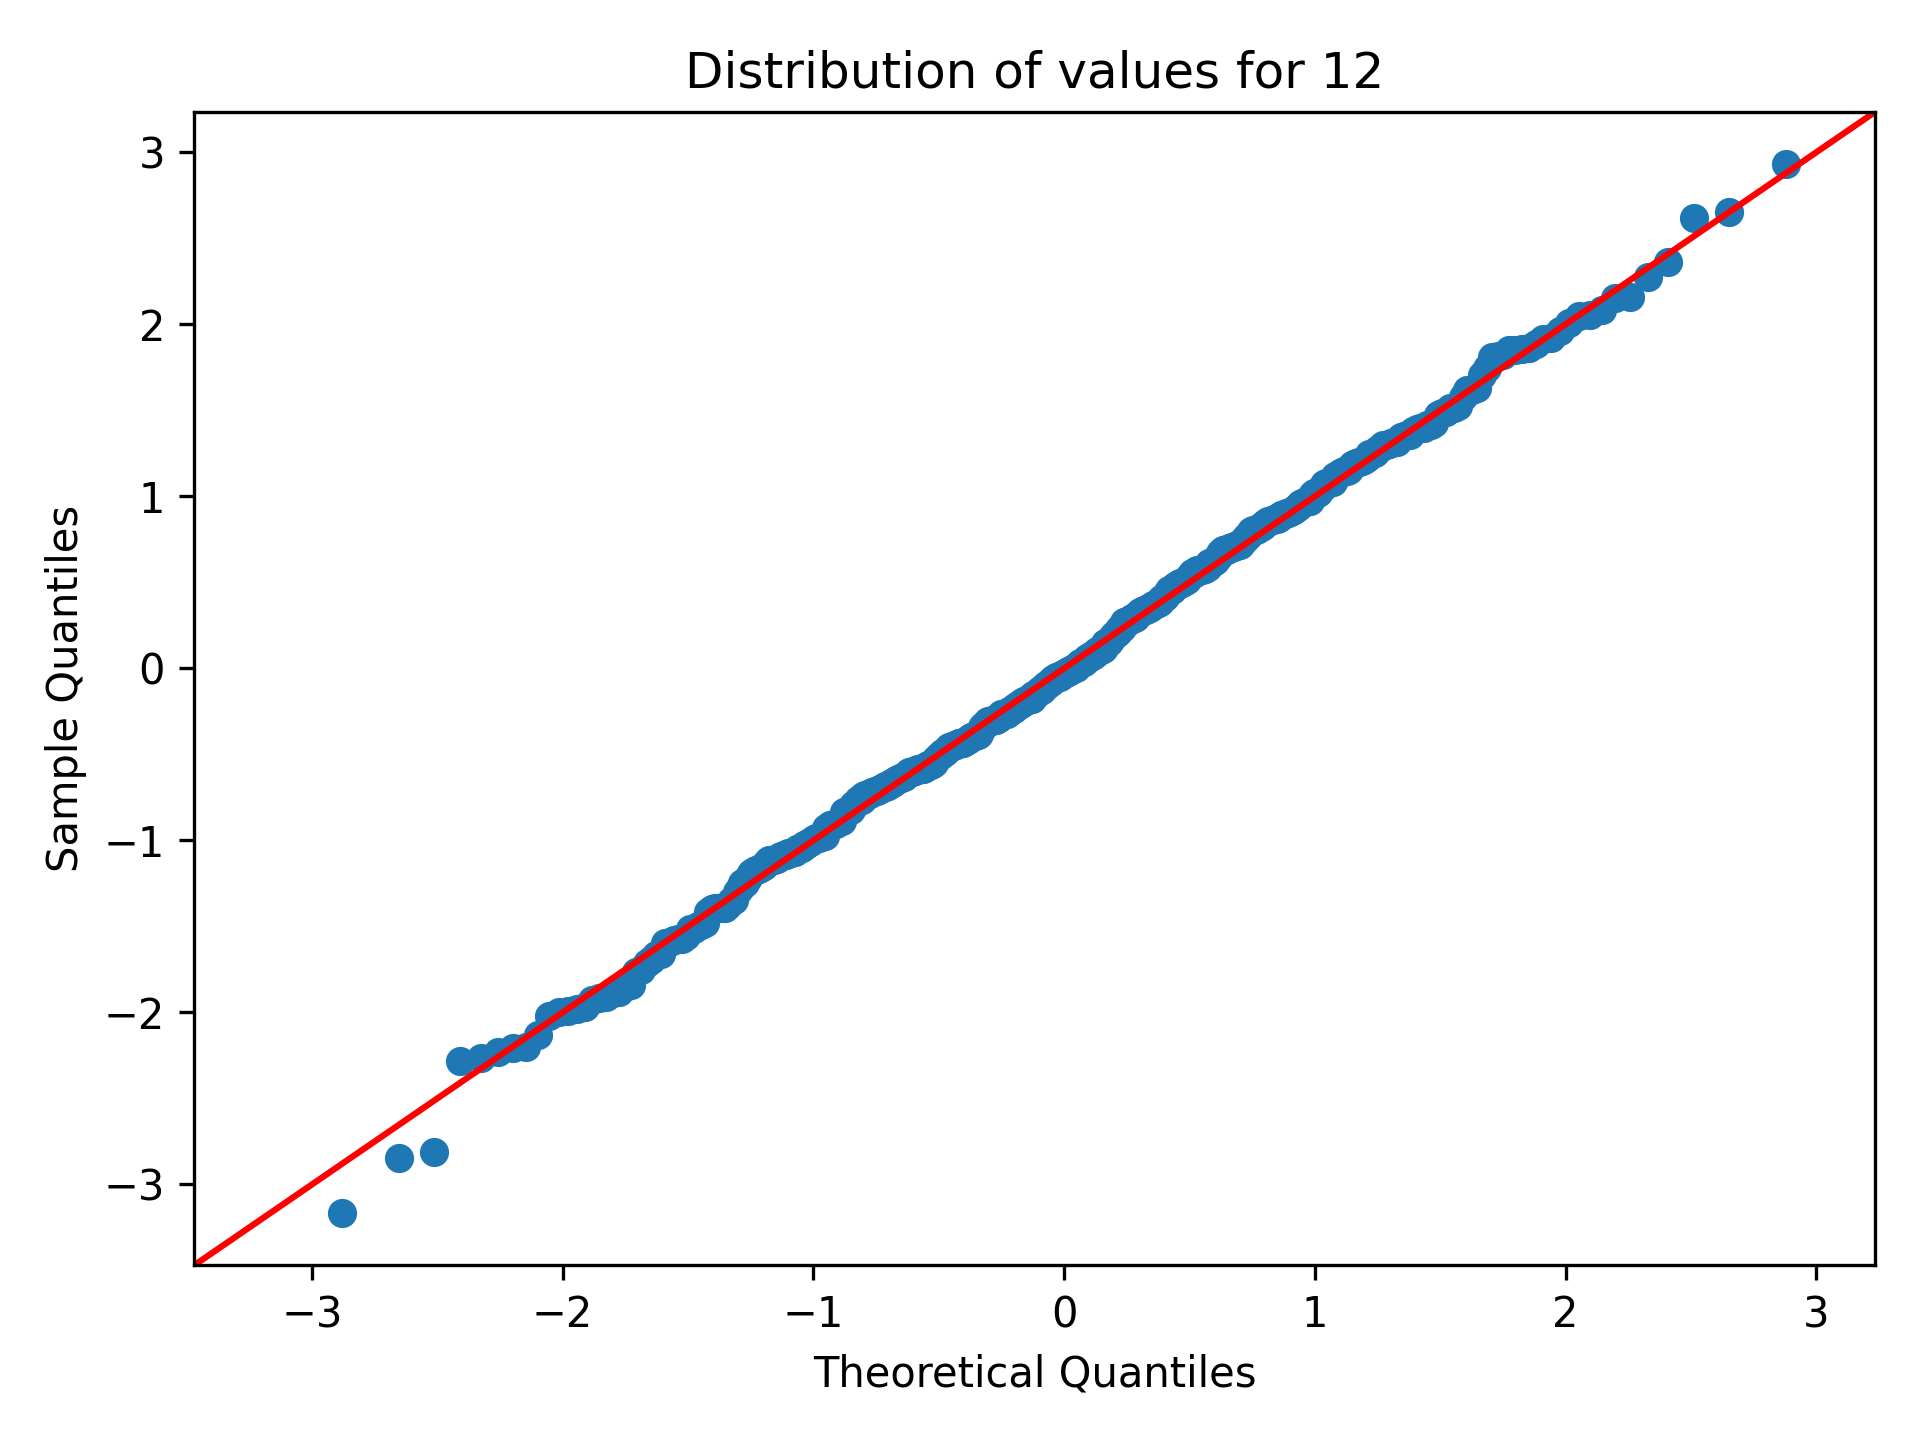 Distribution of values for 12
3
2
1
0
−1
−2
−3
Sample Quantiles
−3 −2 −1 0 1 2 3
Theoretical Quantiles